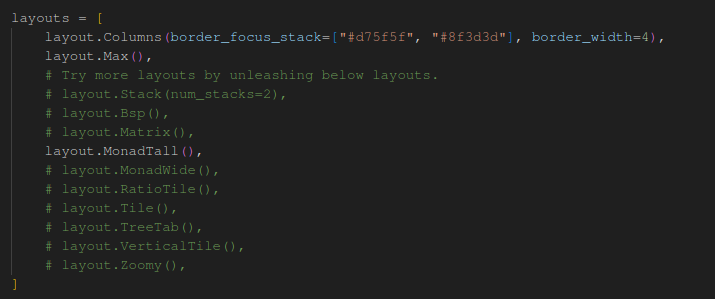 layouts = [
    layout.Columns(border_focus_stack=["#d75f5f", "#8f3d3d"], border_width=4),
    layout.Max(),
    # Try more layouts by unleashing below layouts.
    # layout.Stack(num_stacks=2),
    # layout.Bsp(),
    # layout.Matrix(),
    layout.MonadTall(),
    # layout.MonadWide(),
    # layout.RatioTile(),
    # layout.Tile(),
    # layout.TreeTab(),
    # layout.VerticalTile(),
    # layout.Zoomy(),
]